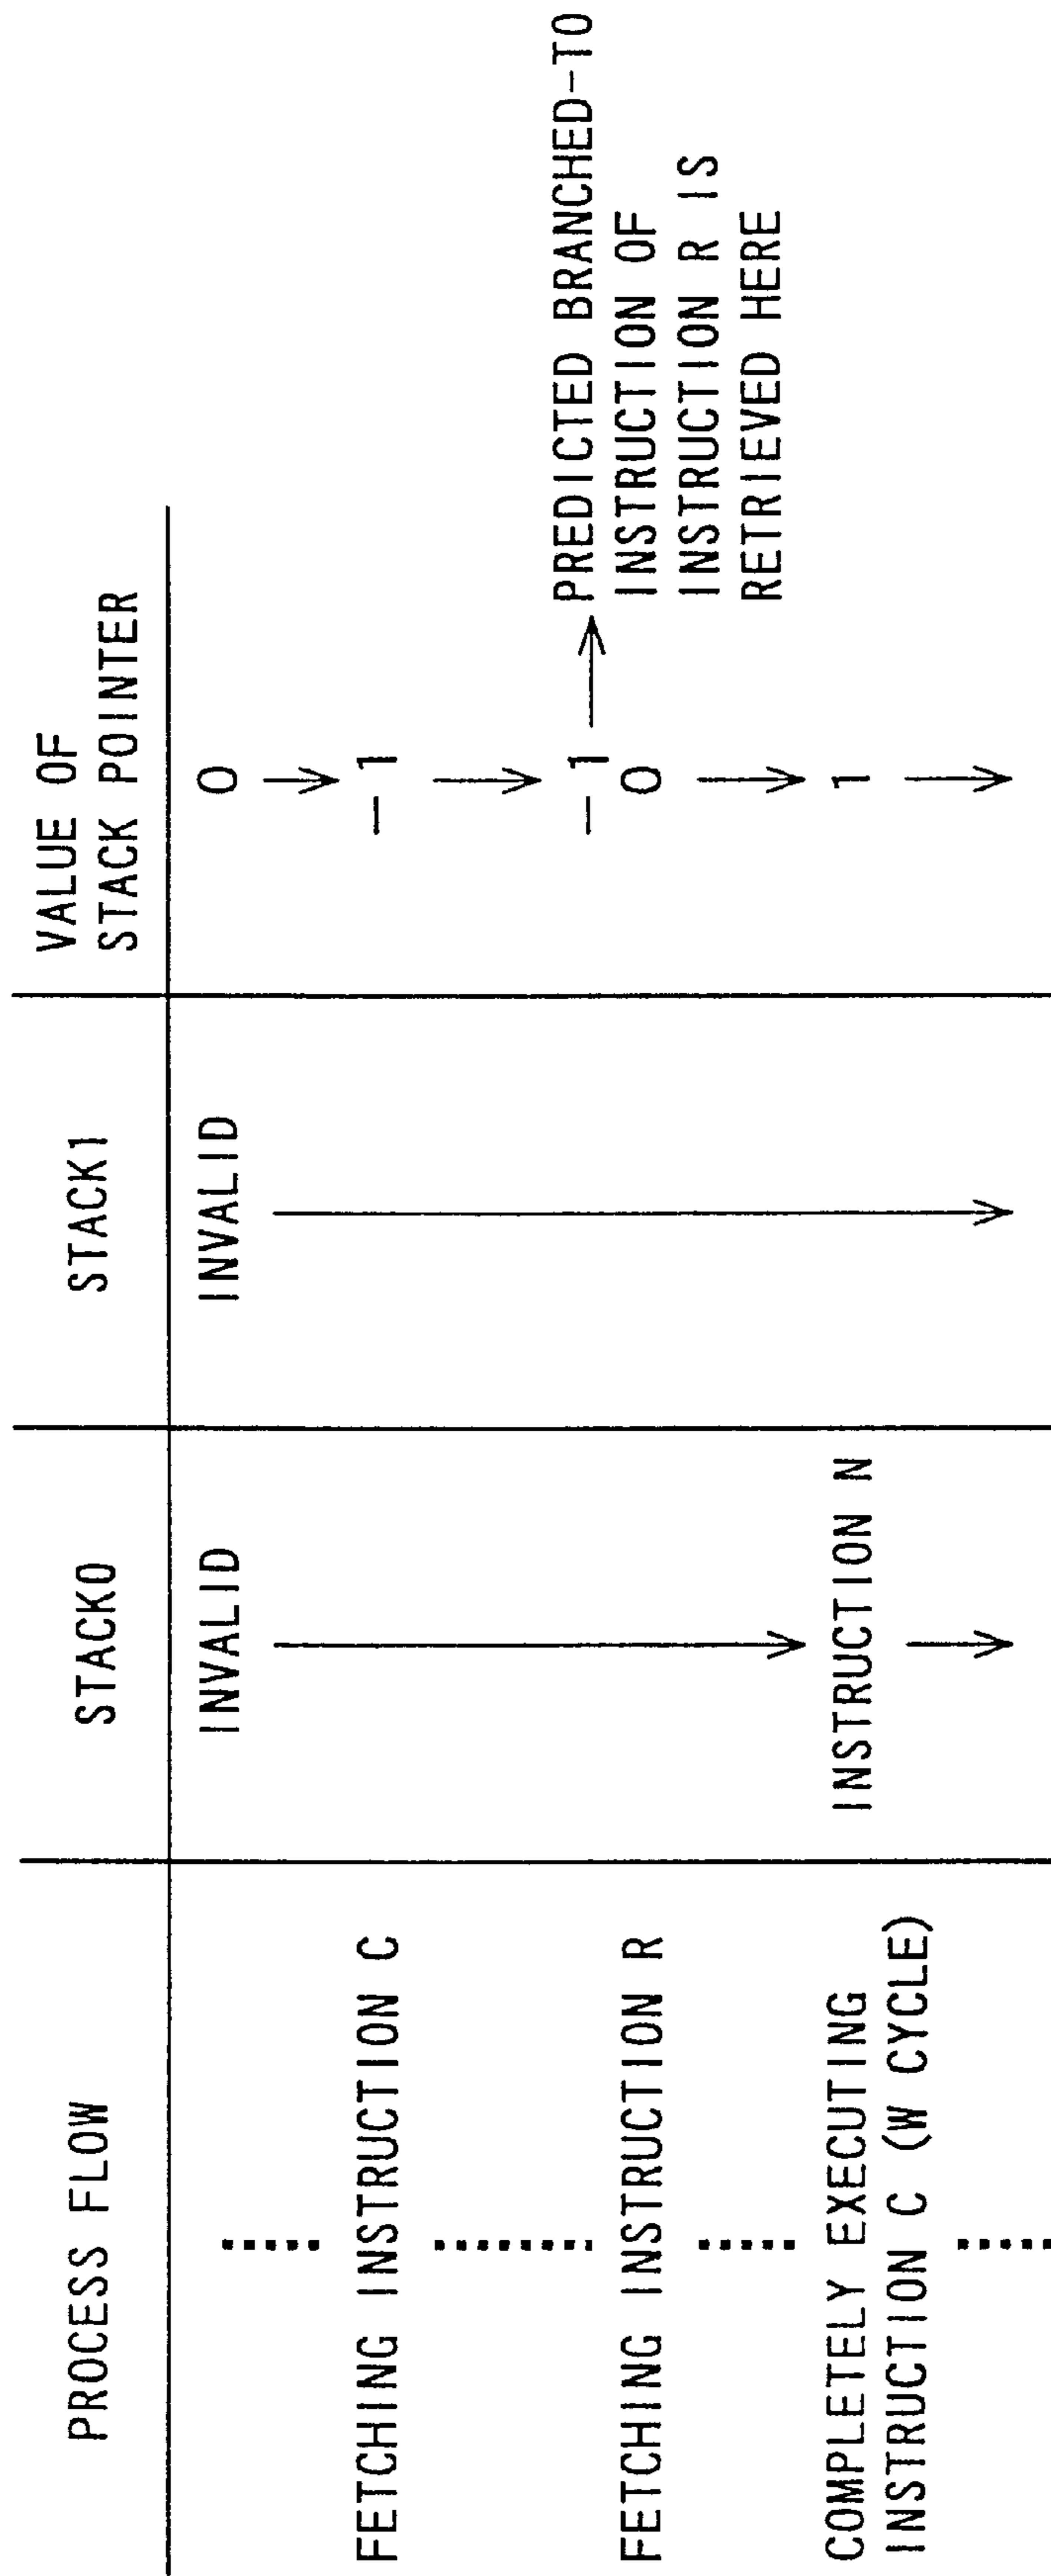 PROCESS FLOW
STACK0
STACK1
VALUE OF
STACK POINTER
INVALID
INVALID
0
FETCHING INSTRUCTION C
-1
-1
PREDICTED BRANCHED-TO
INSTRUCTION OF
INSTRUCTION R IS
RETRIEVED HERE
FETCHING INSTRUCTION R
0
COMPLETELY EXECUTING
INSTRUCTION C (W CYCLE)
INSTRUCTION N
1